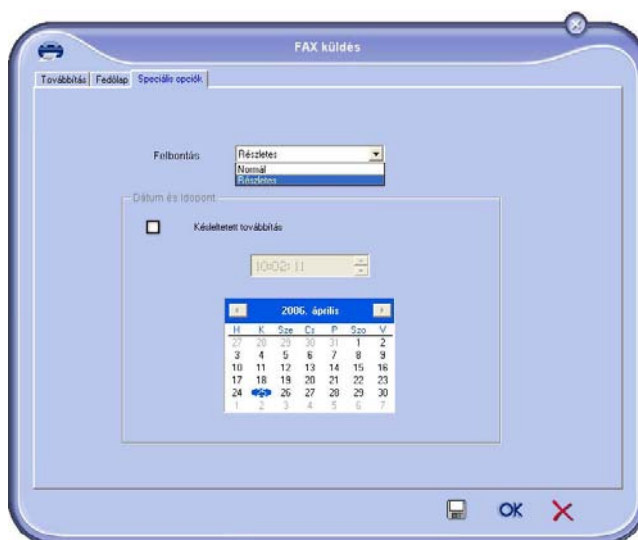 FAX küldés
Továbbítás Fedőlap Speciális opciók
Felbontás Részletes
Normál
Részletes
Dátum és Időpont
Késleltetett továbbítás
10:02:11
2006. április
H K Sze Cs P Szo V
27 28 29 30 31 1 2
3 4 5 6 7 8 9
10 11 12 13 14 15 16
17 18 19 20 21 22 23
24 25 26 27 28 29 30
1 2 3 4 5 6 7
OK